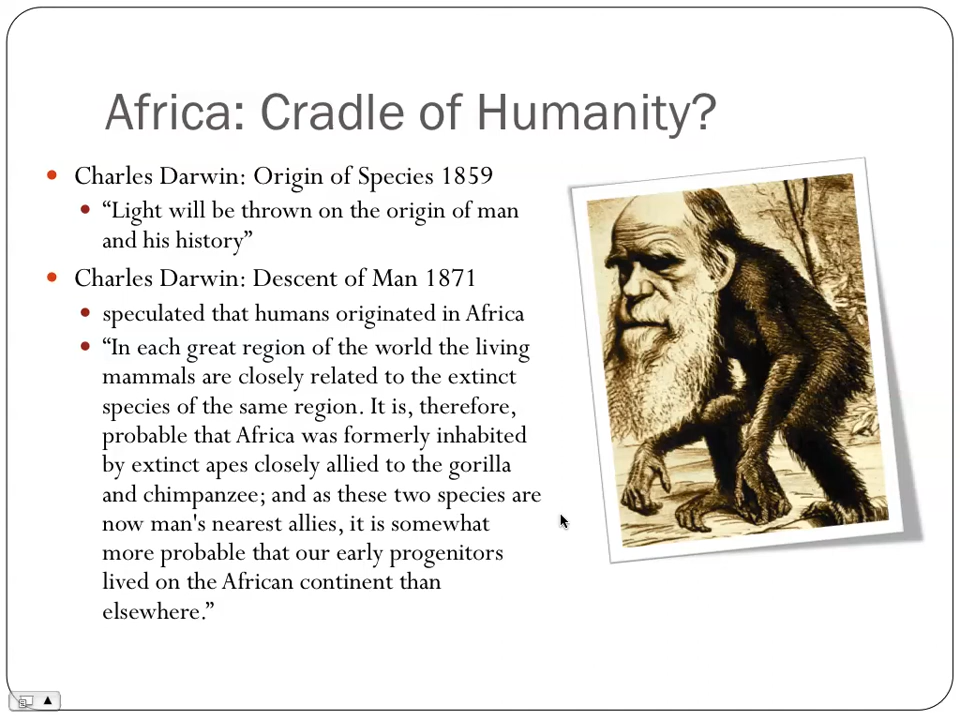 Africa: Cradle of Humanity?
Charles Darwin: Origin of Species 1859
“Light will be thrown on the origin of man
and his history”
Charles Darwin: Descent of Man 1871
speculated that humans originated in Africa
“In each great region of the world the living
mammals are closely related to the extinct
species of the same region. It is, therefore,
probable that Africa was formerly inhabited
by extinct apes closely allied to the gorilla
and chimpanzee; and as these two species are
now man's nearest allies, it is somewhat
more probable that our early progenitors
lived on the African continent than
elsewhere.”